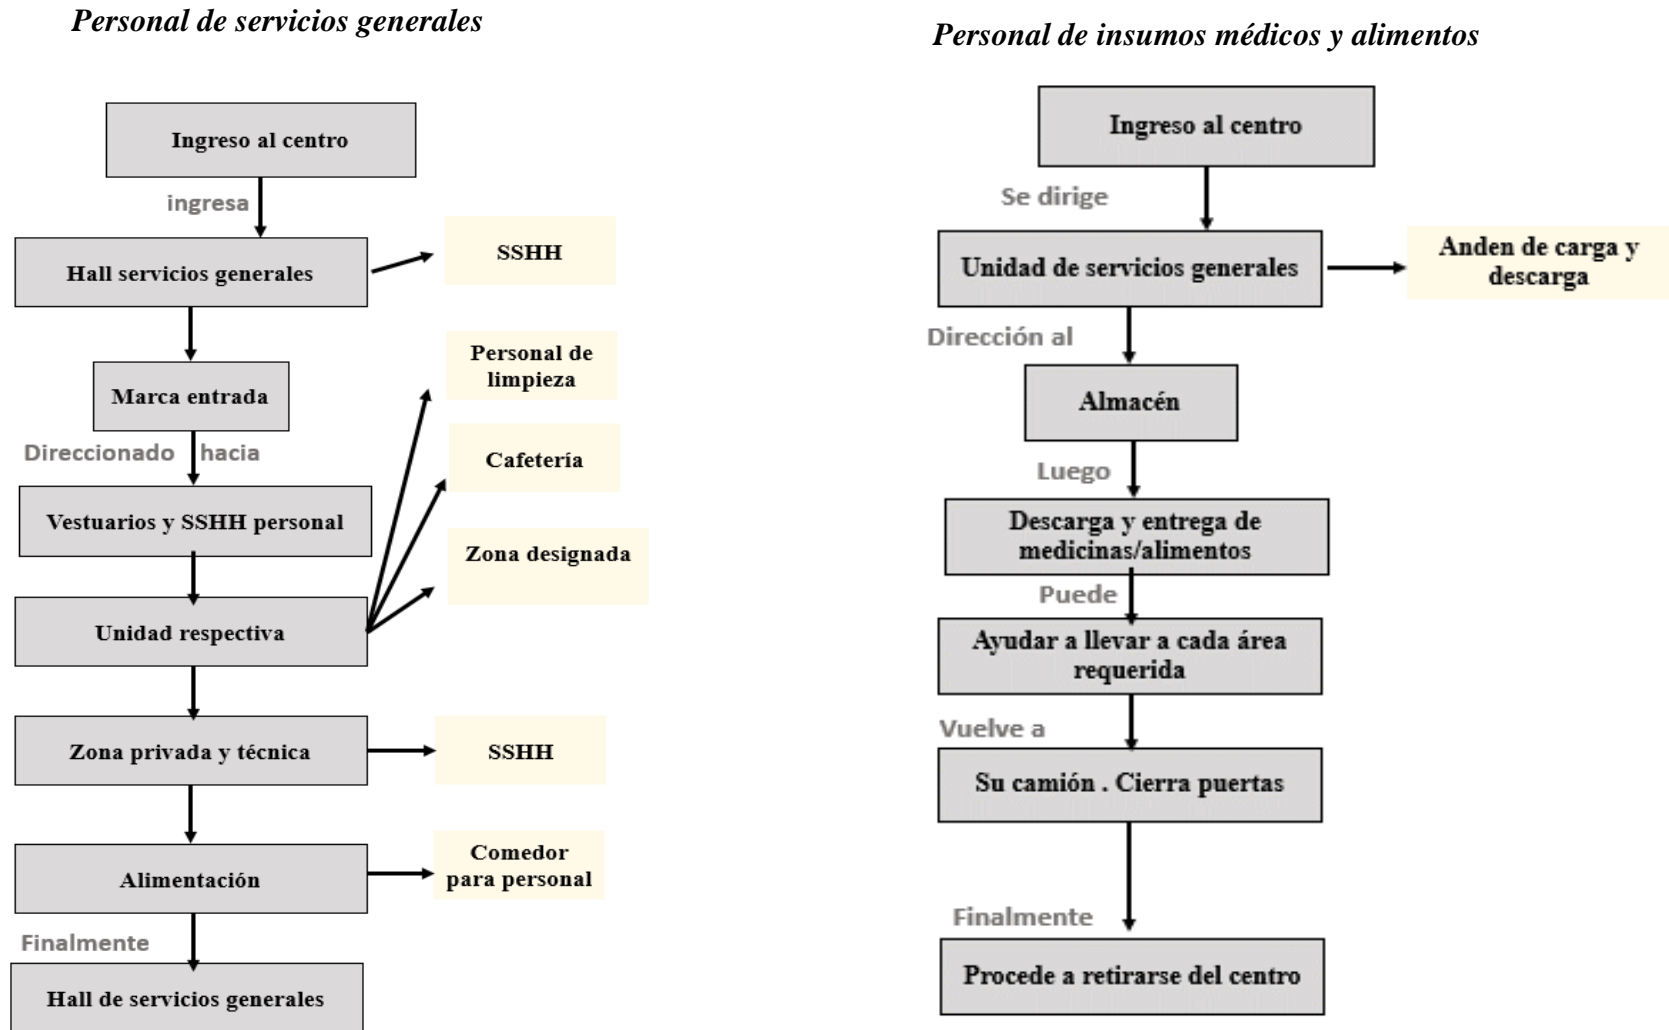 Personal de servicios generales
Ingreso al centro
ingresa
Hall servicios generales
SSHH
Marca entrada
Personal de
limpieza
Direccionado hacia
Cafetería
Vestuarios y SSHH personal
Zona designada
Unidad respectiva
Zona privada y técnica
SSHH
Alimentación
Comedor
para personal
Finalmente
Hall de servicios generales
Personal de insumos médicos y alimentos
Ingreso al centro
Se dirige
Unidad de servicios generales
Anden de carga y
descarga
Dirección al
Almacén
Luego
Descarga y entrega de
medicinas/alimentos
Puede
Ayudar a llevar a cada área
requerida
Vuelve a
Su camión . Cierra puertas
Finalmente
Procede a retirarse del centro